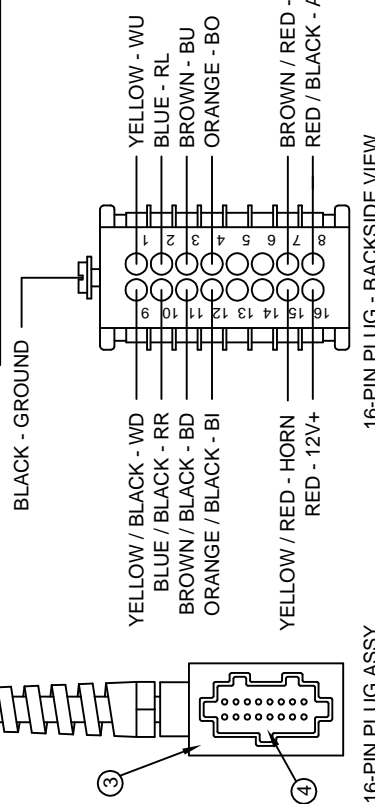 BLACK - GROUND
YELLOW / BLACK - WD
BLUE / BLACK - RR
BROWN / BLACK - BD
ORANGE / BLACK - BI
YELLOW / RED - HORN
RED - 12V+
9 1
10 2
11 3
12 4
13 5
14 6
15 7
16 8
YELLOW - WU
BLUE - RL
BROWN - BU
ORANGE - BO
BROWN / RED -
RED / BLACK -
3
4
16-PIN PLUG ASSY
16-PIN PLUG - BACKSIDE VIEW